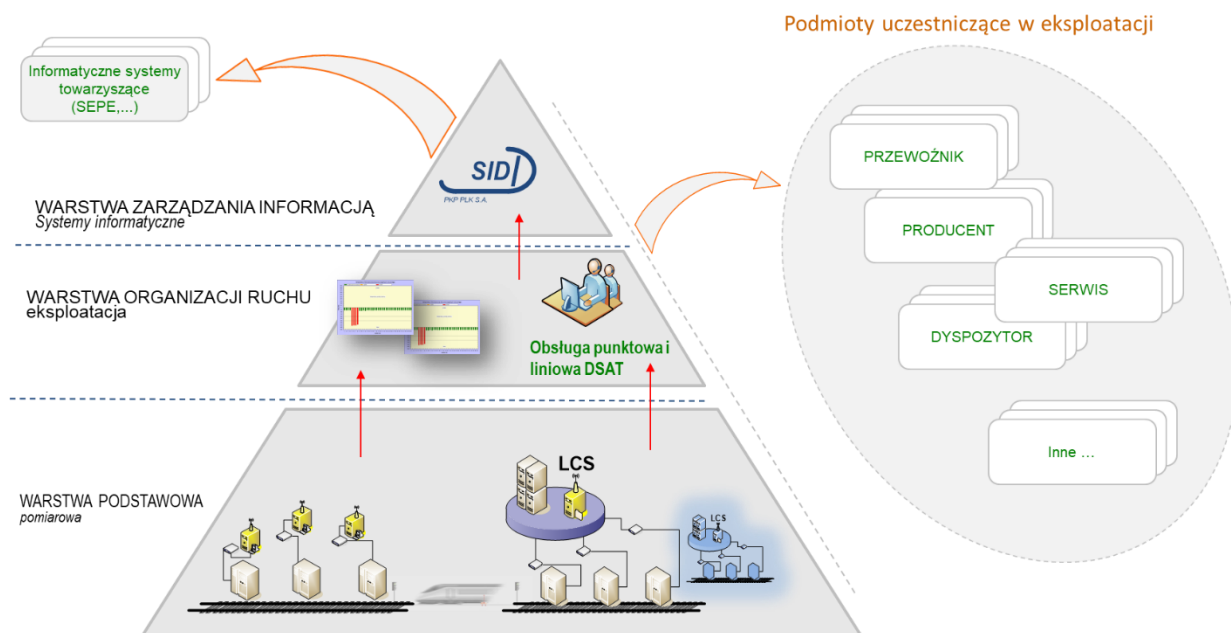 Podmioty uczestniczące w eksploatacji
Informatyczne systemy
towarzyszące
(SEPE,...)
SID
PKP PLK S.A.
WARSTWA ZARZĄDZANIA INFORMACJĄ
Systemy informatyczne
PRZEWOŹNIK
PRODUCENT
SERWIS
DYSPOZYTOR
Inne ...
WARSTWA ORGANIZACJI RUCHU
eksploatacja
Obsługa punktowa i
liniowa DSAT
WARSTWA PODSTAWOWA
pomiarowa
LCS
LCS